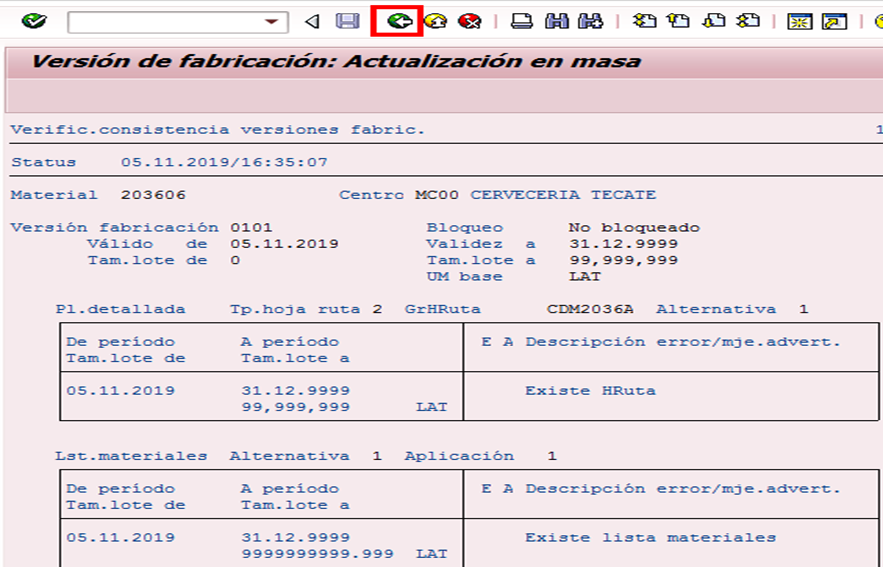 Versión de fabricación: Actualización en masa
Verific.consistencia versiones fabric. 1
Status 05.11.2019/16:35:07
Material 203606 Centro MC00 CERVECERIA TECATE
Versión fabricación 0101 Bloqueo No bloqueado
Válido de 05.11.2019 Validez a 31.12.9999
Tam.lote de 0 Tam.lote a 99,999,999
UM base LAT
Pl.detallada Tp.hoja ruta 2 GrHRuta CDM2036A Alternativa 1
De período A período E A Descripción error/mje.advert.
Tam.lote de Tam.lote a
05.11.2019 31.12.9999 Existe HRuta
99,999,999 LAT
Lst.materiales Alternativa 1 Aplicación 1
De período A período E A Descripción error/mje.advert.
Tam.lote de Tam.lote a
05.11.2019 31.12.9999 Existe lista materiales
9999999999.999 LAT